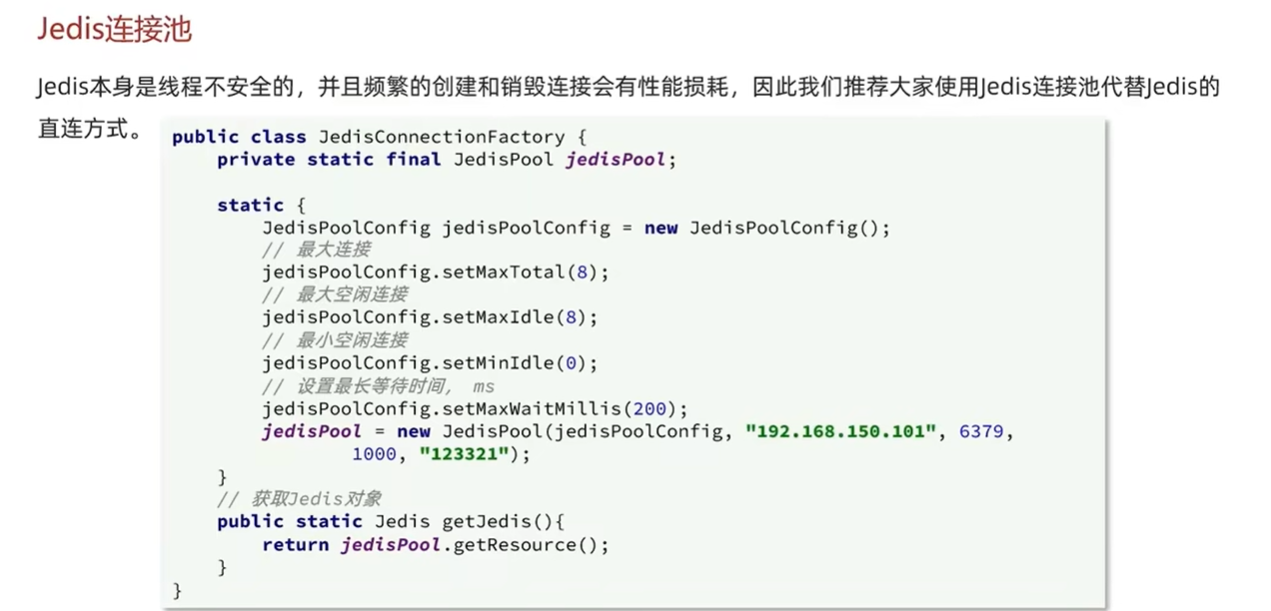 Jedis连接池
Jedis本身是线程不安全的，并且频繁的创建和销毁连接会有性能损耗，因此我们推荐大家使用Jedis连接池代替Jedis的
直连方式。
public class JedisConnectionFactory {
    private static final JedisPool jedisPool;
    static {
        JedisPoolConfig jedisPoolConfig = new JedisPoolConfig();
        // 最大连接
        jedisPoolConfig.setMaxTotal(8);
        // 最大空闲连接
        jedisPoolConfig.setMaxIdle(8);
        // 最小空闲连接
        jedisPoolConfig.setMinIdle(0);
        // 设置最长等待时间， ms
        jedisPoolConfig.setMaxWaitMillis(200);
        jedisPool = new JedisPool(jedisPoolConfig, "192.168.150.101", 6379,
                1000, "123321");
    }
    // 获取Jedis对象
    public static Jedis getJedis(){
        return jedisPool.getResource();
    }
}